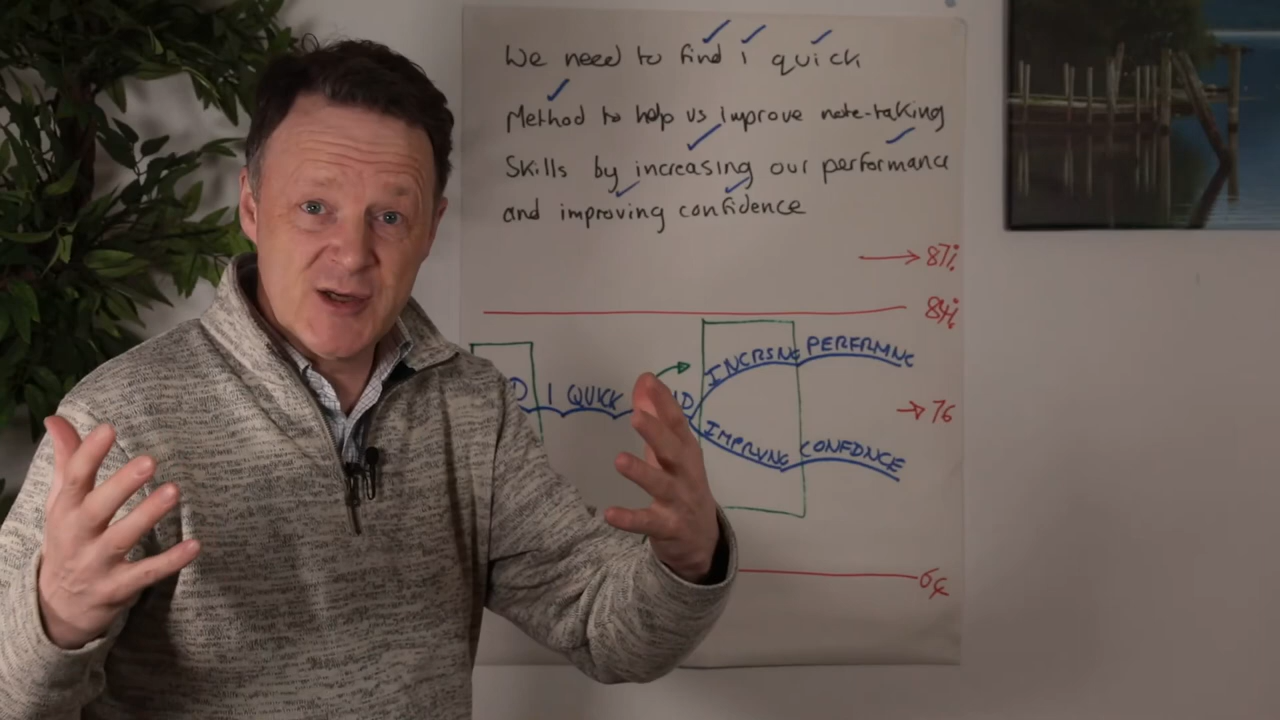 We need to find 1 quick
Method to help us improve note-taking
Skills by increasing our performance
and improving confidence
87%
84%
INCRSNG PERFRMNC
D 1 QUICK
ND
76
IMPRVNG CONFDNCE